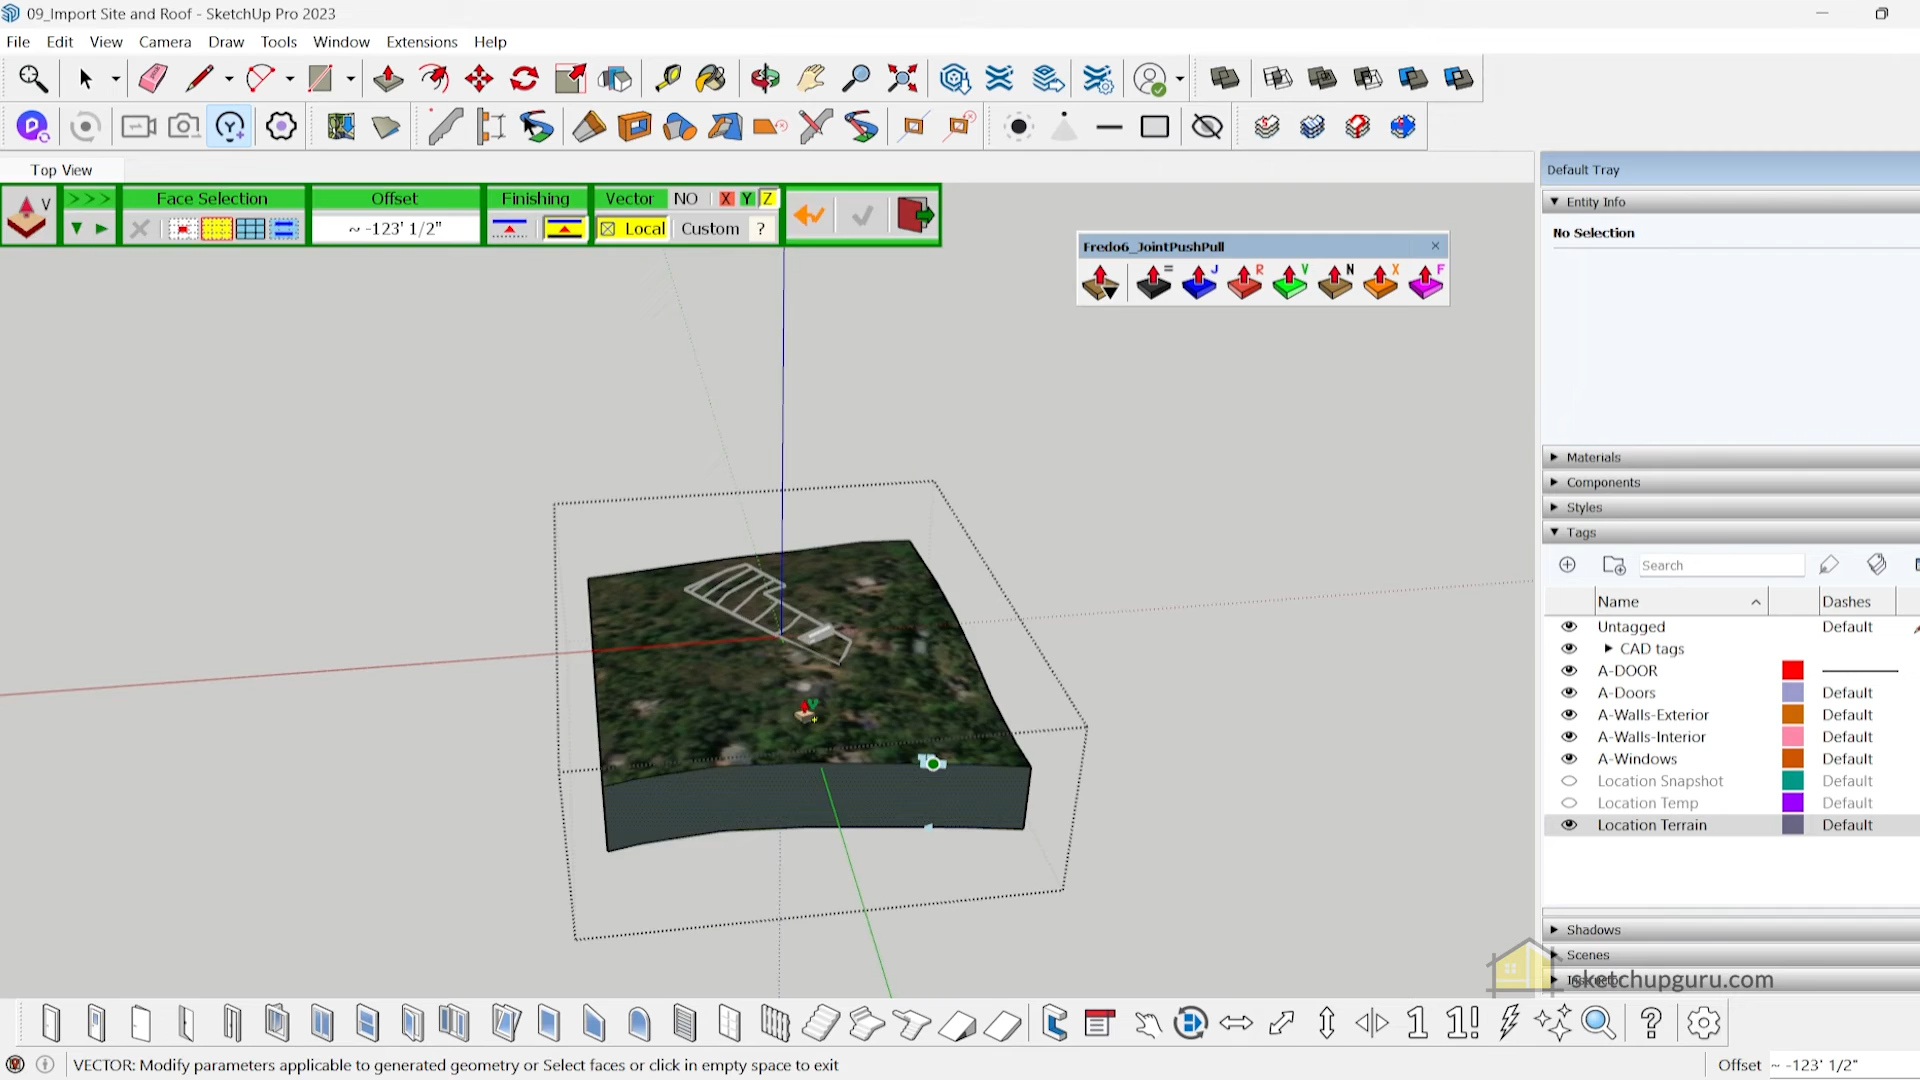 09_Import Site and Roof - SketchUp Pro 2023
File Edit View Camera Draw Tools Window Extensions Help
Top View
Face Selection Offset Finishing Vector NO X Y Z
~ -123' 1/2" Local Custom ?
V
Fredo6_JointPushPull
= J R V N X F
Default Tray
Entity Info
No Selection
Materials
Components
Styles
Tags
Search
Name Dashes
Untagged Default
CAD tags
A-DOOR
A-Doors Default
A-Walls-Exterior Default
A-Walls-Interior Default
A-Windows Default
Location Snapshot Default
Location Temp Default
Location Terrain Default
Shadows
Scenes
sketchupguru.com
VECTOR: Modify parameters applicable to generated geometry or Select faces or click in empty space to exit
Offset ~ -123' 1/2"